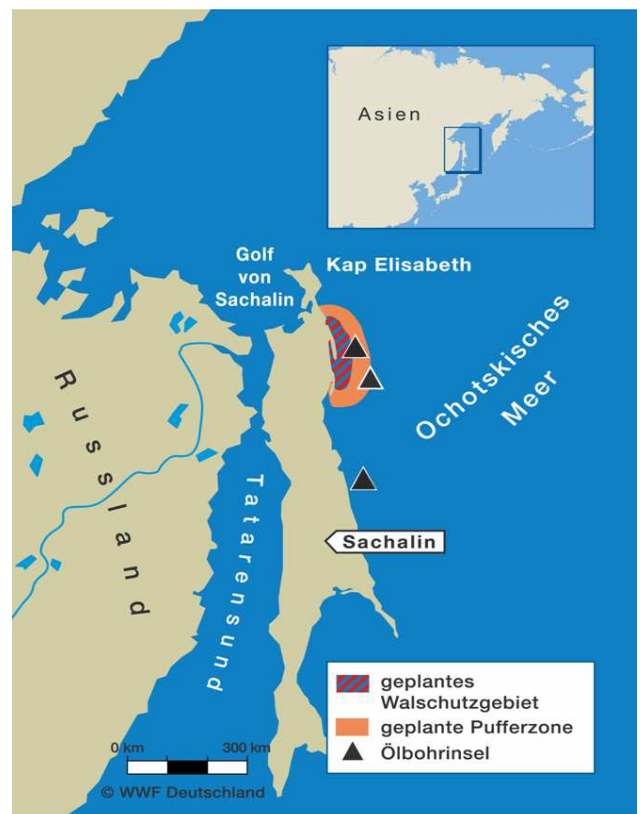 Asien
Golf
von
Sachalin
Kap Elisabeth
Ochotskisches
Meer
Russland
Tatarensund
Sachalin
geplantes
Walschutzgebiet
geplante Pufferzone
Ölbohrinsel
0 km
300 km
© WWF Deutschland